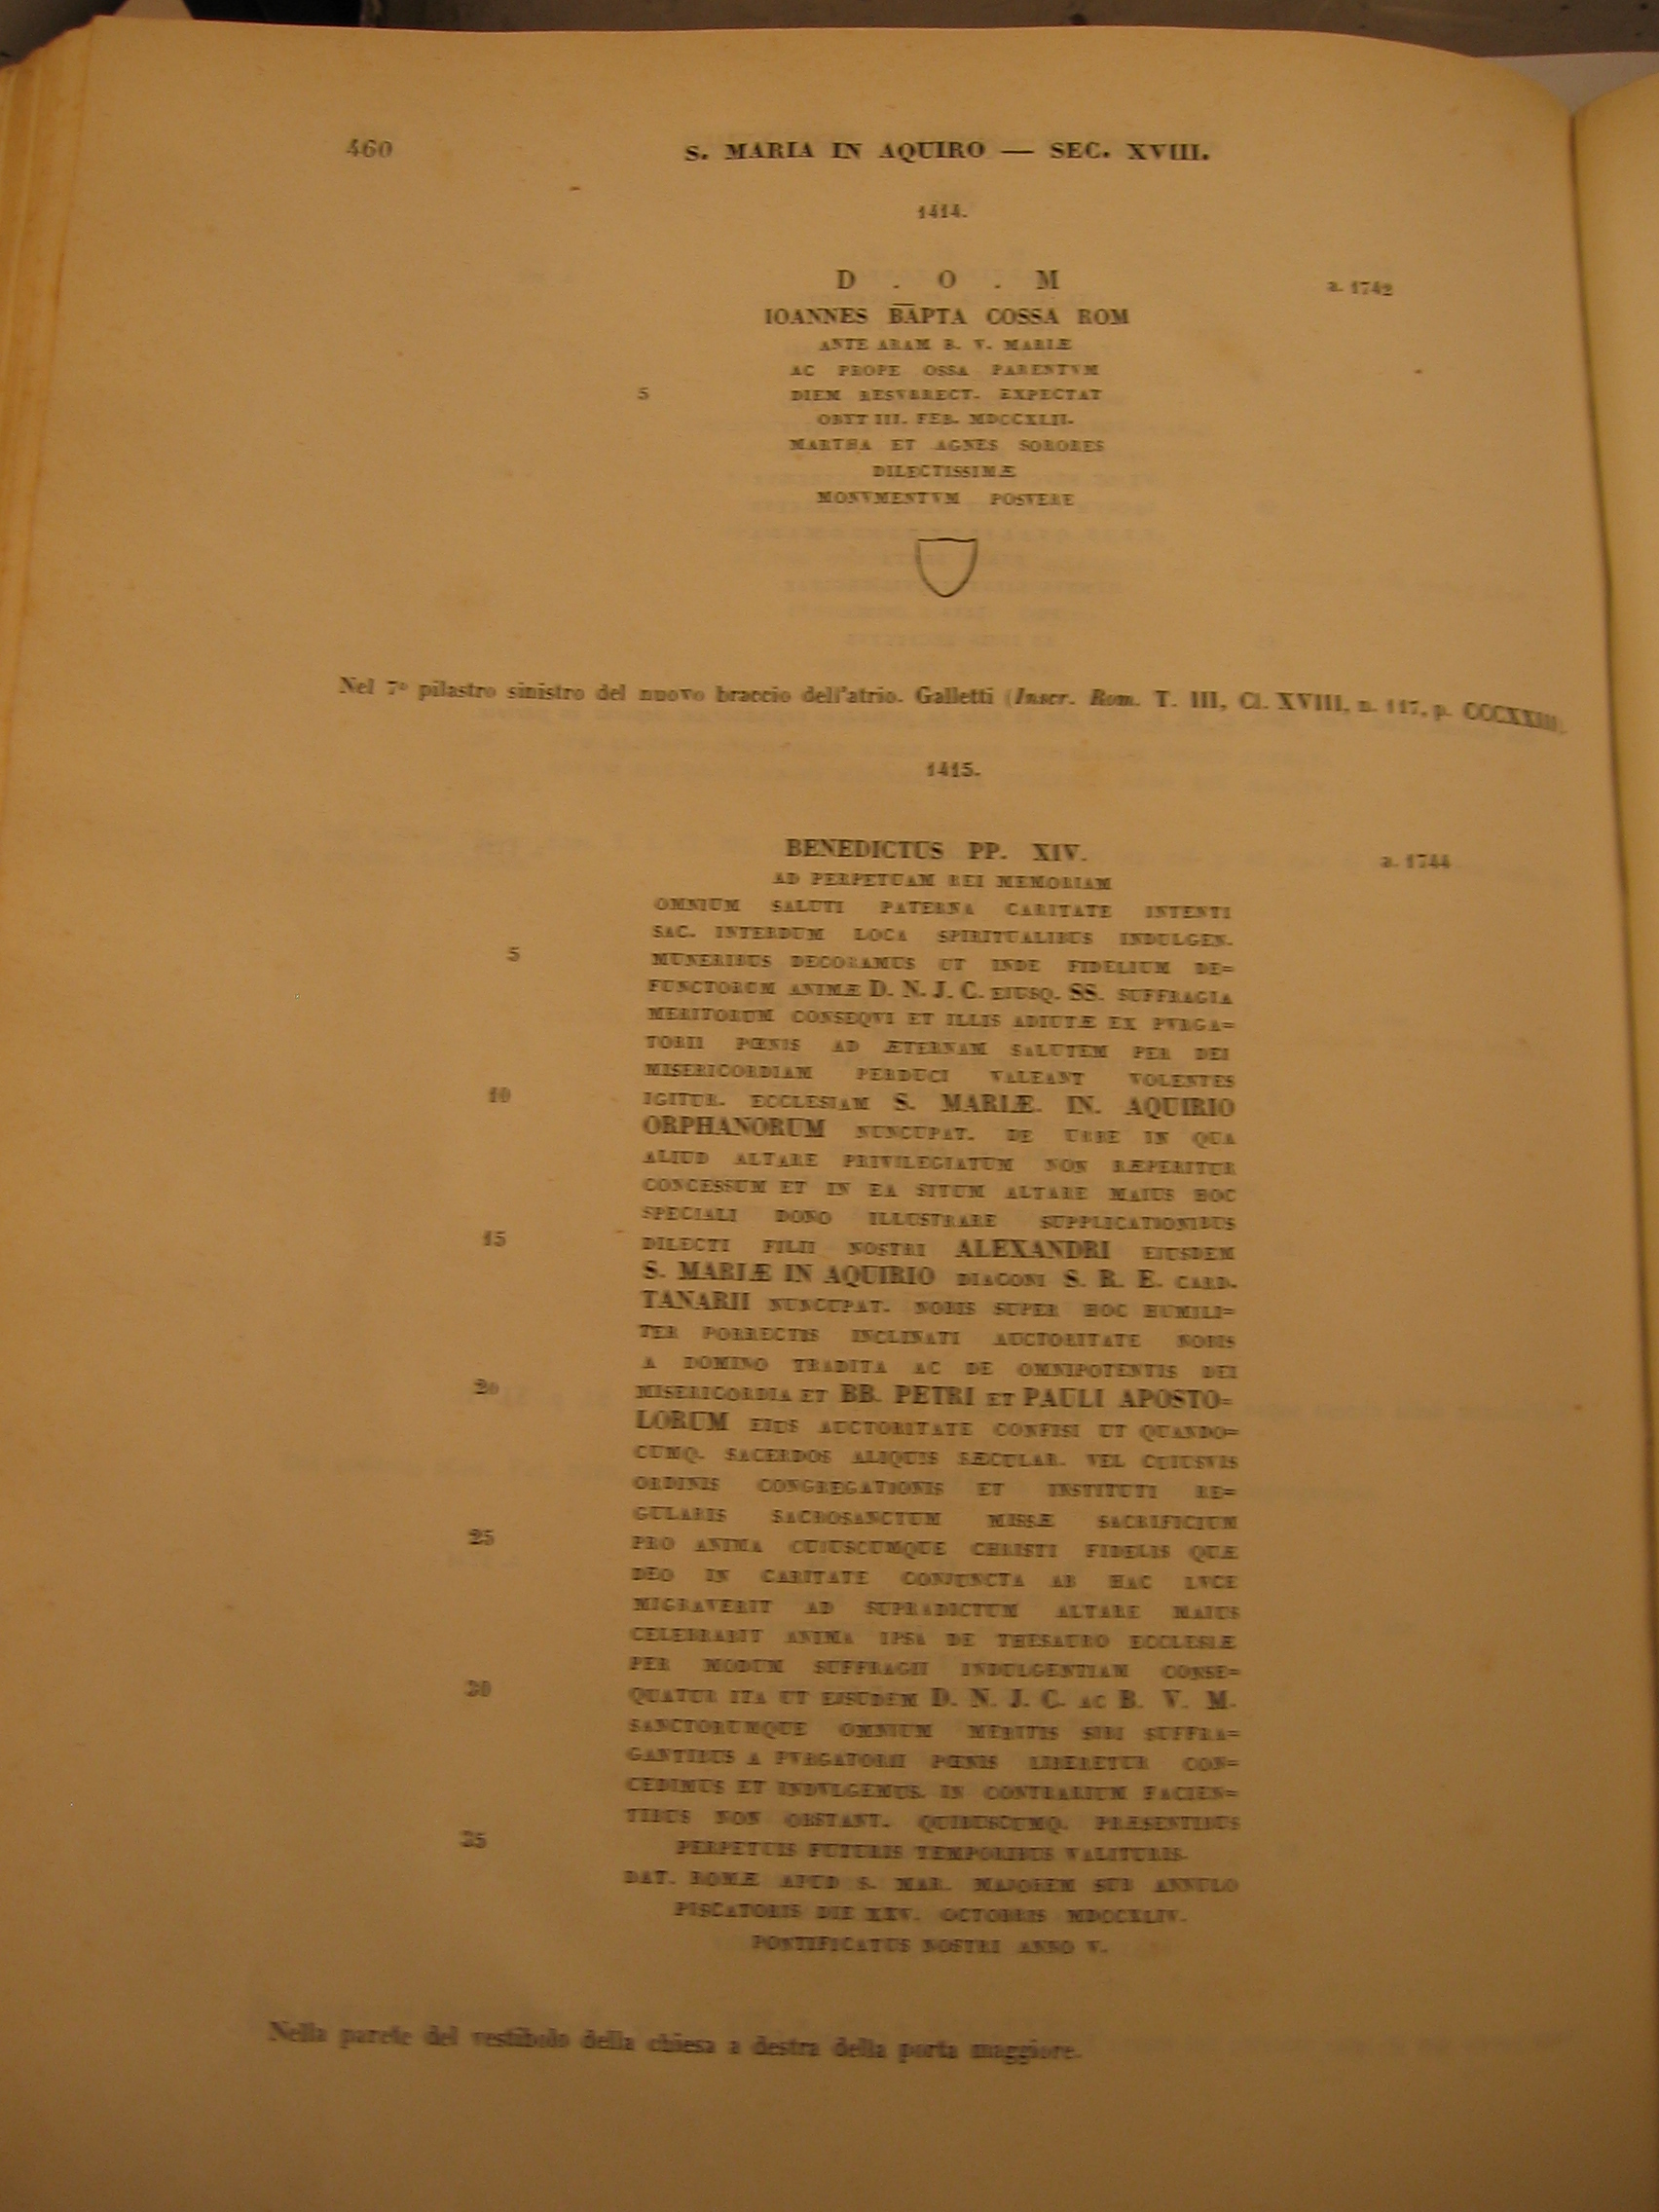 460
S. MARIA IN AQUIRO — SEC. XVIII.
1414.
D . O . M
a. 1742
IOANNES BAPTA COSSA ROM
ANTE ARAM B. V. MARIÆ
AC PROPE OSSA PARENTVM
5 DIEM RESVRRECT. EXPECTAT
OBYT III. FEB. MDCCXLII.
MARTHA ET AGNES SORORES
DILECTISSIMÆ
MONVMENTVM POSVERE
Nel 7º pilastro sinistro del nuovo braccio dell'atrio. Galletti (Inscr. Rom. T. III, Cl. XVIII, n. 117, p. CCCXXIII.
1415.
BENEDICTUS PP. XIV.
a. 1744
AD PERPETUAM REI MEMORIAM
OMNIUM SALUTI PATERNA CARITATE INTENTI
SAC. INTERDUM LOCA SPIRITUALIBUS INDULGEN.
5 MUNERIBUS DECORAMUS UT INDE FIDELIUM DE=
FUNCTORUM ANIMÆ D. N. J. C. EIUSQ. SS. SUFFRAGIA
MERITORUM CONSEQVI ET ILLIS ADIUTÆ EX PVRGA=
TORII PŒNIS AD ÆTERNAM SALUTEM PER DEI
MISERICORDIAM PERDUCI VALEANT VOLENTES
10 IGITUR. ECCLESIAM S. MARIÆ. IN. AQUIRIO
ORPHANORUM NUNCUPAT. DE URBE IN QUA
ALIUD ALTARE PRIVILEGIATUM NON RÆPERITUR
CONCESSUM ET IN EA SITUM ALTARE MAIUS HOC
SPECIALI DONO ILLUSTRARE SUPPLICATIONIBUS
15 DILECTI FILII NOSTRI ALEXANDRI EIUSDEM
S. MARIÆ IN AQUIRIO DIACONI S. R. E. CARD.
TANARII NUNCUPAT. NOBIS SUPER HOC HUMILI=
TER PORRECTIS INCLINATI AUCTORITATE NOBIS
A DOMINO TRADITA AC DE OMNIPOTENTIS DEI
20 MISERICORDIA ET BB. PETRI ET PAULI APOSTO=
LORUM EIUS AUCTORITATE CONFISI UT QUANDO=
CUMQ. SACERDOS ALIQUIS SÆCULAR. VEL CUIUSVIS
ORDINIS CONGREGATIONIS ET INSTITUTI RE=
GULARIS SACROSANCTUM MISSÆ SACRIFICIUM
25 PRO ANIMA CUIUSCUMQUE CHRISTI FIDELIS QUÆ
DEO IN CARITATE CONJUNCTA AB HAC LVCE
MIGRAVERIT AD SUPRADICTUM ALTARE MAIUS
CELEBRABIT ANIMA IPSA DE THESAURO ECCLESIÆ
PER MODUM SUFFRAGII INDULGENTIAM CONSE=
30 QUATUR ITA UT EJSUDEM D. N. J. C. AC B. V. M.
SANCTORUMQUE OMNIUM MERITIS SIBI SUFFRA=
GANTIBUS A PVRGATORII PŒNIS LIBERETUR CON=
CEDIMUS ET INDVLGEMUS. IN CONTRARIUM FACIEN=
TIBUS NON OBSTANT. QUIBUSCUMQ. PRÆSENTIBUS
35 PERPETUIS FUTURIS TEMPORIBUS VALITURIS.
DAT. ROMÆ APUD S. MAR. MAJOREM SUB ANNULO
PISCATORIS DIE XXV. OCTOBRIS MDCCXLIV.
PONTIFICATUS NOSTRI ANNO V.
Nella parete del vestibolo della chiesa a destra della porta maggiore.